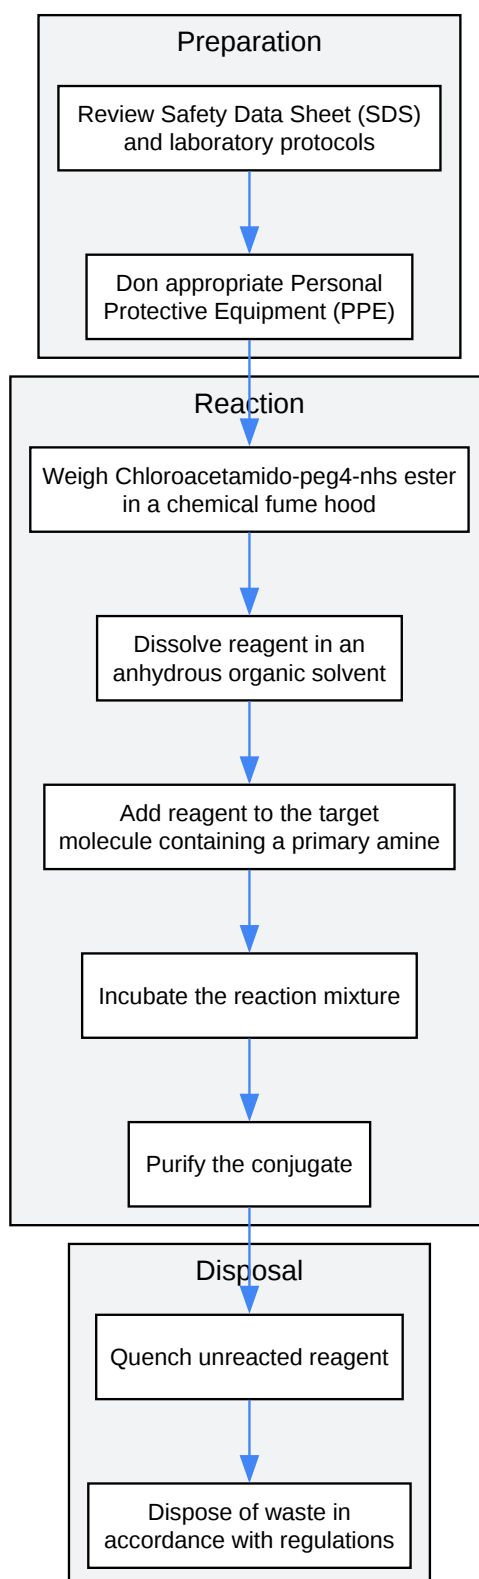 Preparation
Review Safety Data Sheet (SDS)
and laboratory protocols
Don appropriate Personal
Protective Equipment (PPE)
Reaction
Weigh Chloroacetamido-peg4-nhs ester
in a chemical fume hood
Dissolve reagent in an
anhydrous organic solvent
Add reagent to the target
molecule containing a primary amine
Incubate the reaction mixture
Purify the conjugate
Disposal
Quench unreacted reagent
Dispose of waste in
accordance with regulations